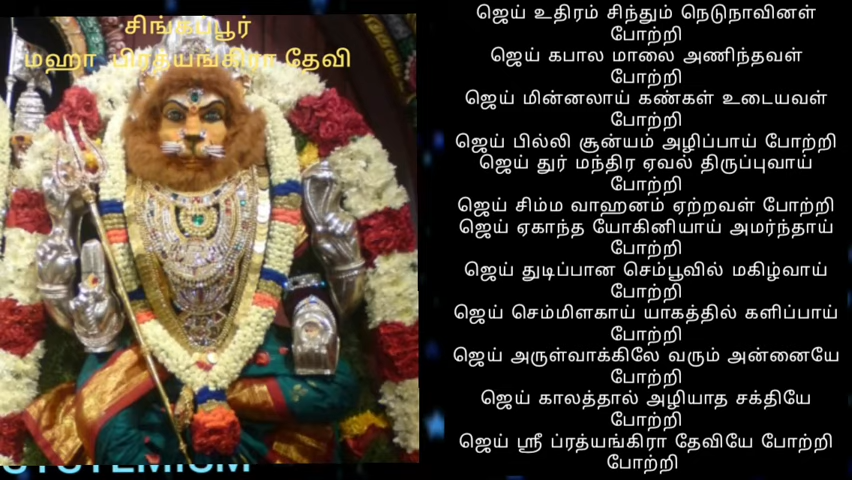 சிங்கப்பூர்
மஹா பிரத்யங்கிரா தேவி
ஜெய் உதிரம் சிந்தும் நெடுநாவினள்
போற்றி
ஜெய் கபால மாலை அணிந்தவள்
போற்றி
ஜெய் மின்னலாய் கண்கள் உடையவள்
போற்றி
ஜெய் பில்லி சூன்யம் அழிப்பாய் போற்றி
ஜெய் துர் மந்திர ஏவல் திருப்புவாய்
போற்றி
ஜெய் சிம்ம வாஹனம் ஏற்றவள் போற்றி
ஜெய் ஏகாந்த யோகினியாய் அமர்ந்தாய்
போற்றி
ஜெய் துடிப்பான செம்பூவில் மகிழ்வாய்
போற்றி
ஜெய் செம்மிளகாய் யாகத்தில் களிப்பாய்
போற்றி
ஜெய் அருள்வாக்கிலே வரும் அன்னையே
போற்றி
ஜெய் காலத்தால் அழியாத சக்தியே
போற்றி
ஜெய் ஸ்ரீ ப்ரத்யங்கிரா தேவியே போற்றி
போற்றி